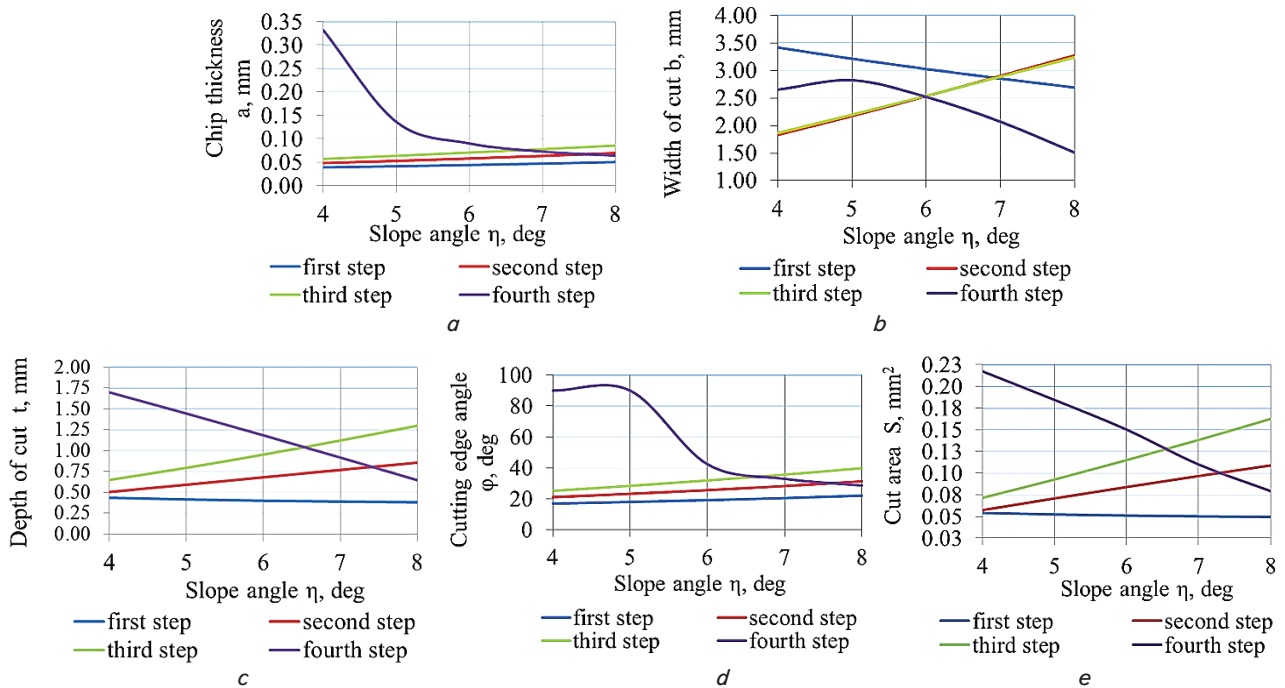 Chip thickness
a, mm
0.35
0.30
0.35
0.20
0.15
0.10
0.05
0.00
4 5 6 7 8
Slope angle η, deg
first step second step
third step fourth step
a
Width of cut b, mm
4.00
3.50
3.00
2.50
2.00
1.50
1.00
4 5 6 7 8
Slope angle η, deg
first step second step
third step fourth step
b
Depth of cut t, mm
2.00
1.75
1.50
1.25
1.00
0.75
0.50
0.25
0.00
4 5 6 7 8
Slope angle η, deg
first step second step
third step fourth step
c
Cutting edge angle
φ, deg
100
80
60
40
20
0
4 5 6 7 8
Slope angle η, deg
first step second step
third step fourth step
d
Cut area S, mm²
0.23
0.20
0.18
0.15
0.13
0.10
0.08
0.05
0.03
4 5 6 7 8
Slope angle η, deg
first step second step
third step fourth step
e